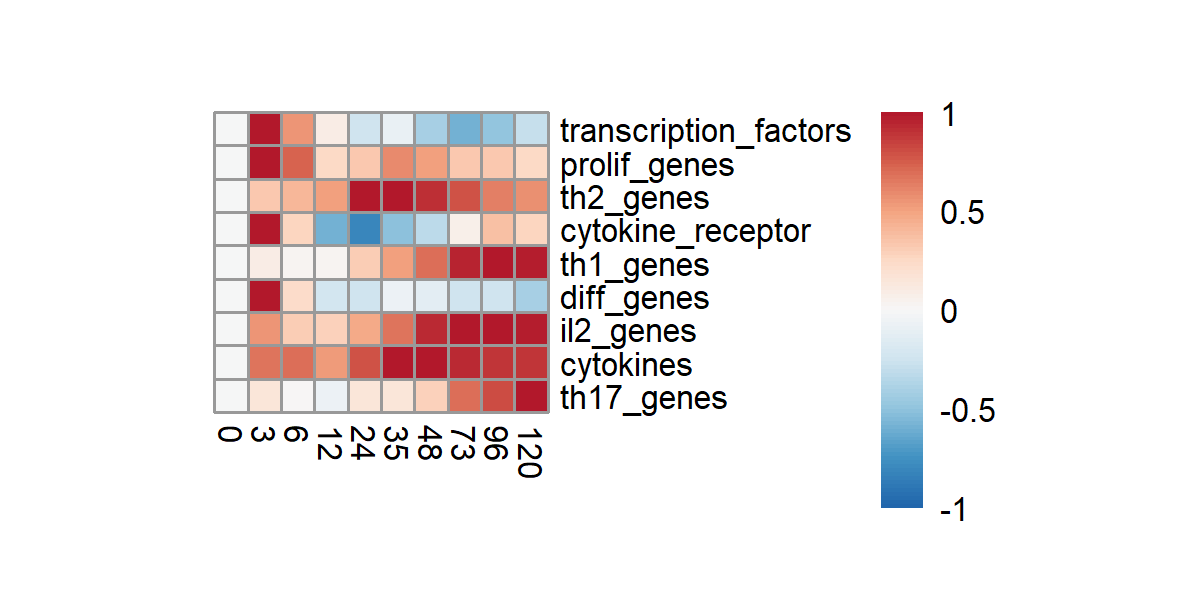 transcription_factors
prolif_genes
th2_genes
cytokine_receptor
th1_genes
diff_genes
il2_genes
cytokines
th17_genes
0 3 6 12 24 35 48 73 96 120
1
0.5
0
-0.5
-1